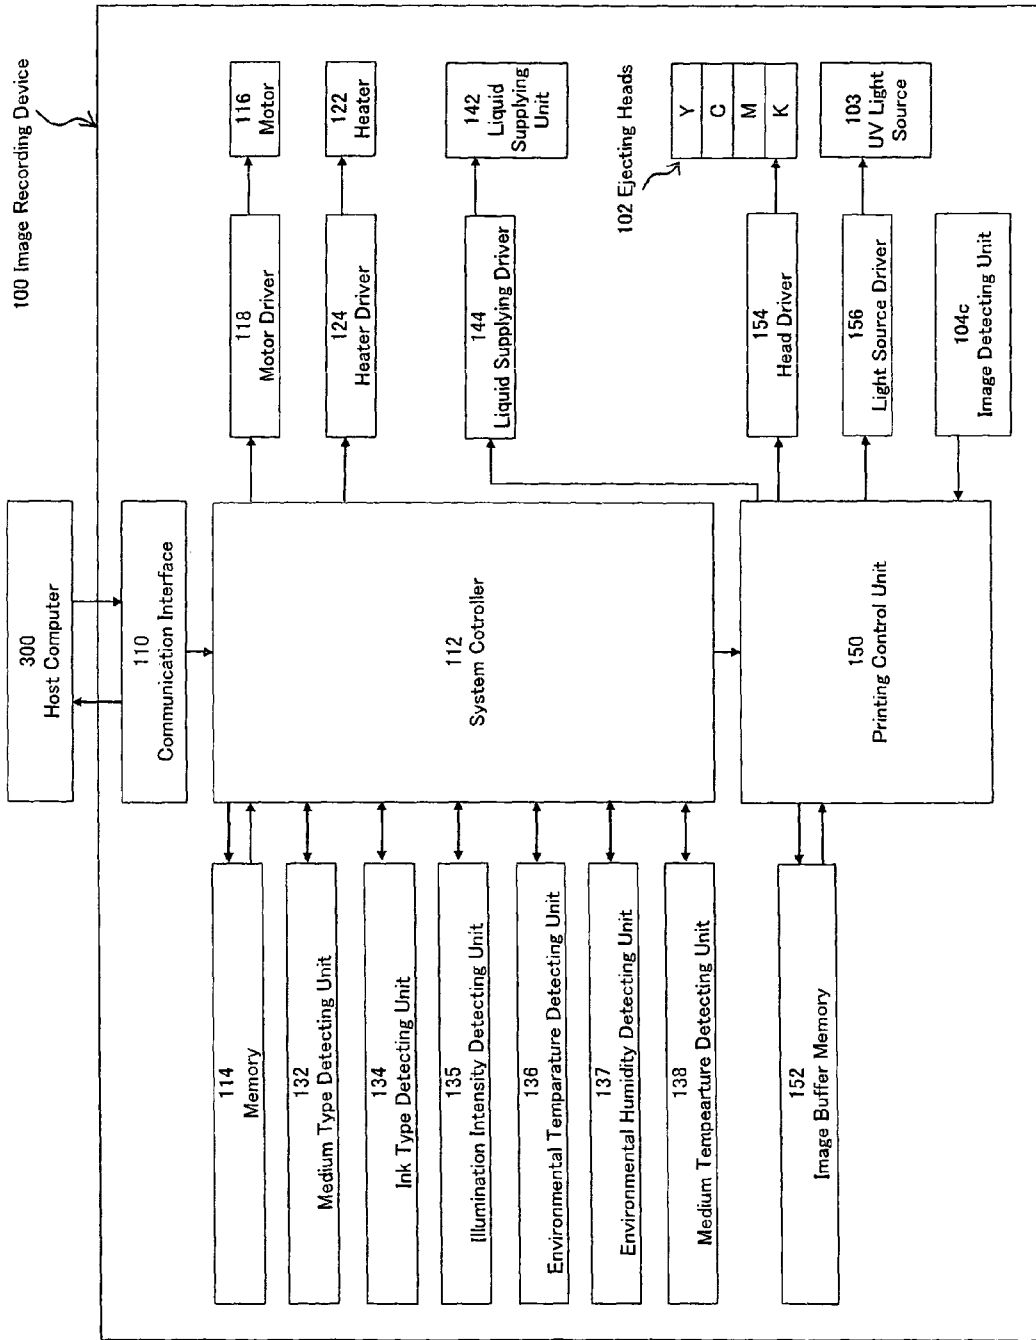 100 Image Recording Device
300
Host Computer
110
Communication Interface
112
System Cotroller
150
Printing Control Unit
114
Memory
132
Medium Type Detecting Unit
134
Ink Type Detecting Unit
135
Illumination Intensity Detecting Unit
136
Environmental Temparature Detecting Unit
137
Environmental Humidity Detecting Unit
138
Medium Tempearture Detecting Unit
152
Image Buffer Memory
118
Motor Driver
116
Motor
124
Heater Driver
122
Heater
144
Liquid Supplying Driver
142
Liquid
Supplying
Unit
102 Ejecting Heads
Y
C
M
K
154
Head Driver
156
Light Source Driver
103
UV Light
Source
104c
Image Detecting Unit